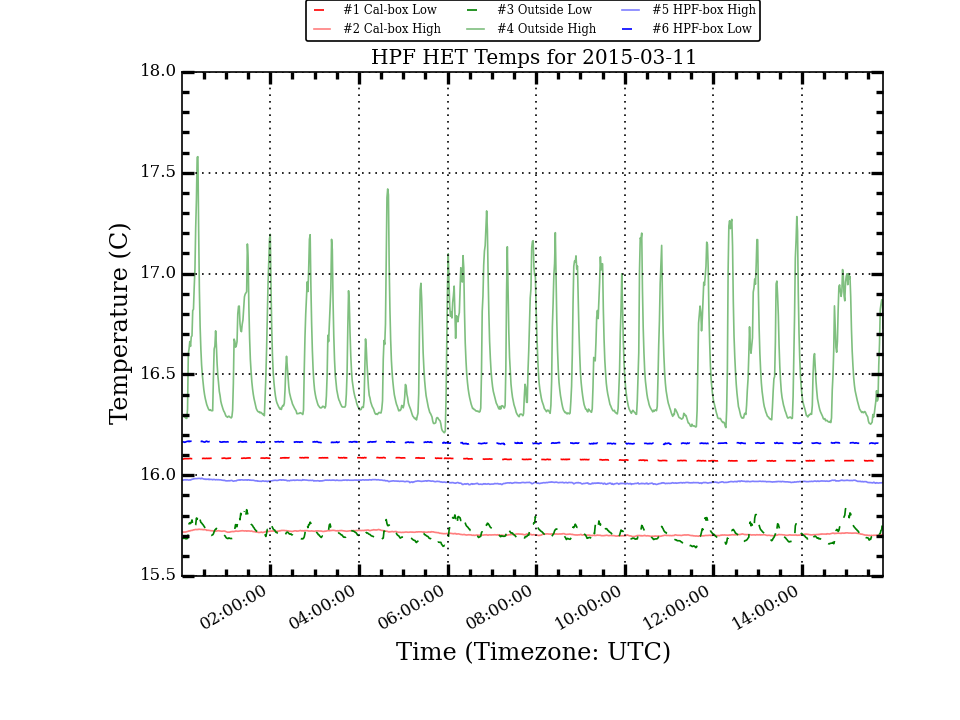 #1 Cal-box Low #3 Outside Low #5 HPF-box High
#2 Cal-box High #4 Outside High #6 HPF-box Low
HPF HET Temps for 2015-03-11
18.0
17.5
17.0
16.5
16.0
15.5
Temperature (C)
02:00:00 04:00:00 06:00:00 08:00:00 10:00:00 12:00:00 14:00:00
Time (Timezone: UTC)